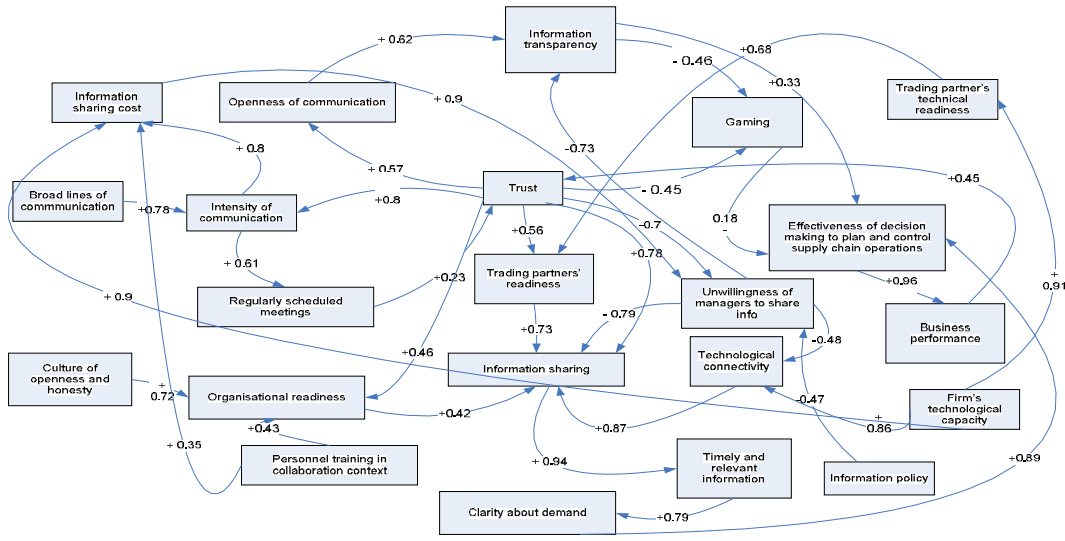 Information
transparency
+ 0.62
+0.68
- 0.46
+0.33
Information
sharing cost
Openness of communication
+ 0.9
Trading partner's
technical
readiness
Gaming
+ 0.8
-0.73
+ 0.57
Trust
- 0.45
+0.45
Broad lines of
commmunication
+0.78
Intensity of
communication
+0.8
-0.7
0.18
-
Effectiveness of decision
making to plan and control
supply chain operations
+0.56
+0.78
+ 0.61
Trading partners'
readiness
Unwillingness of
managers to share
info
+0.96
+
0.91
+ 0.9
Regularly scheduled
meetings
+0.23
- 0.79
Business
performance
+0.73
-0.48
Technological
connectivity
Culture of
openness and
honesty
+0.46
Information sharing
+
0.72
Organisational readiness
+0.42
-0.47
Firm's
technological
capacity
+
0.86
+0.87
+0.43
+ 0.35
Personnel training in
collaboration context
+ 0.94
Timely and
relevant
information
Information policy
+0.89
Clarity about demand
+0.79